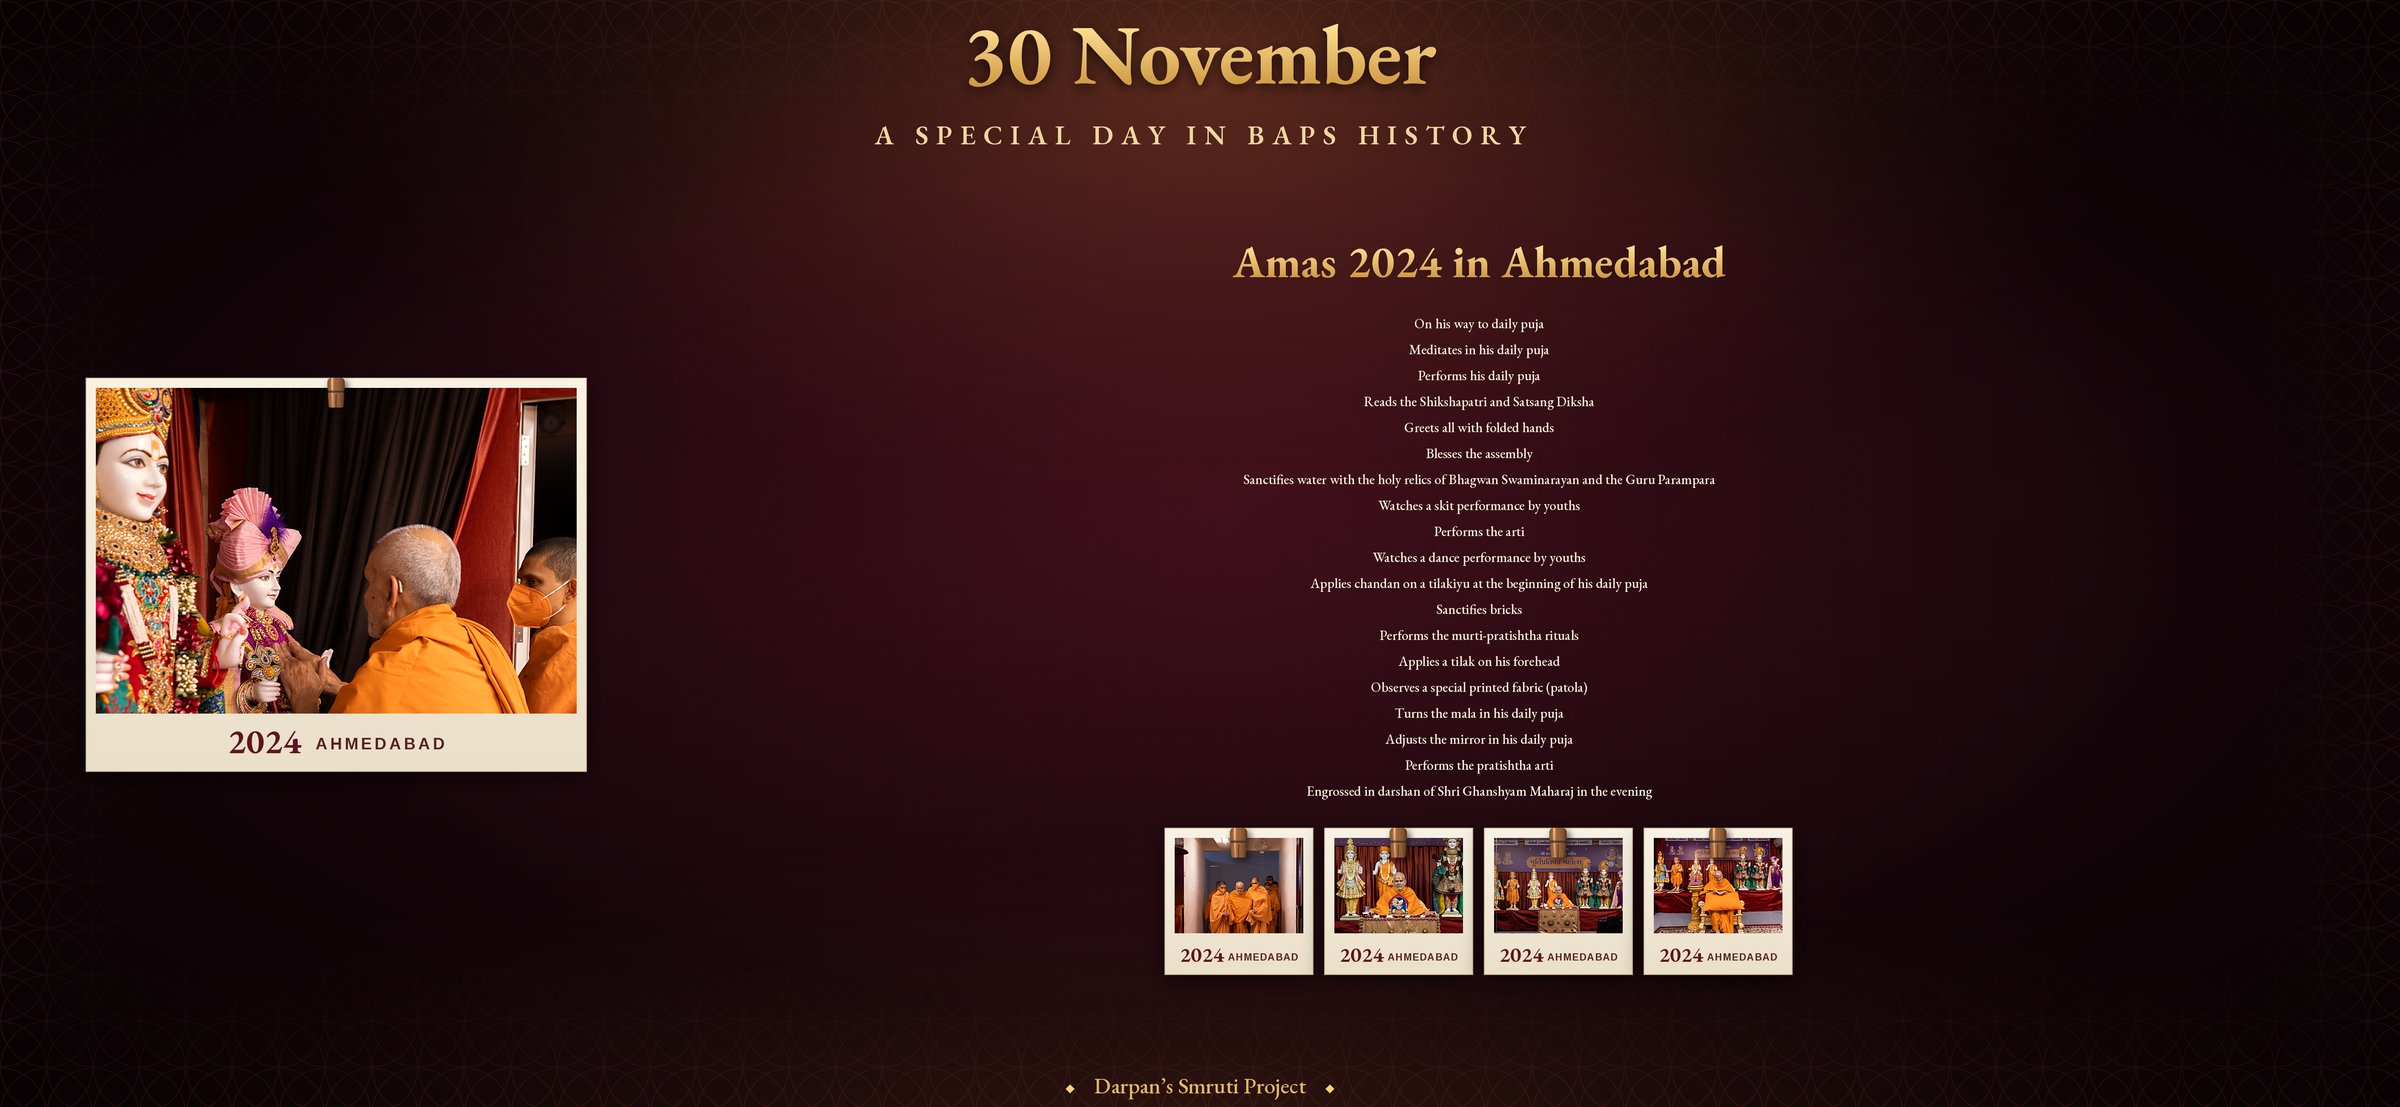 30 November
A SPECIAL DAY IN BAPS HISTORY
Amas 2024 in Ahmedabad
On his way to daily puja
Meditates in his daily puja
Performs his daily puja
Reads the Shikshapatri and Satsang Diksha
Greets all with folded hands
Blesses the assembly
Sanctifies water with the holy relics of Bhagwan Swaminarayan and the Guru Parampara
Watches a skit performance by youths
Performs the arti
Watches a dance performance by youths
Applies chandan on a tilakiyu at the beginning of his daily puja
Sanctifies bricks
Performs the murti-pratishtha rituals
Applies a tilak on his forehead
Observes a special printed fabric (patola)
Turns the mala in his daily puja
Adjusts the mirror in his daily puja
Performs the pratishtha arti
Engrossed in darshan of Shri Ghanshyam Maharaj in the evening
2024 AHMEDABAD
2024 AHMEDABAD
2024 AHMEDABAD
2024 AHMEDABAD
2024 AHMEDABAD
Darpan’s Smruti Project